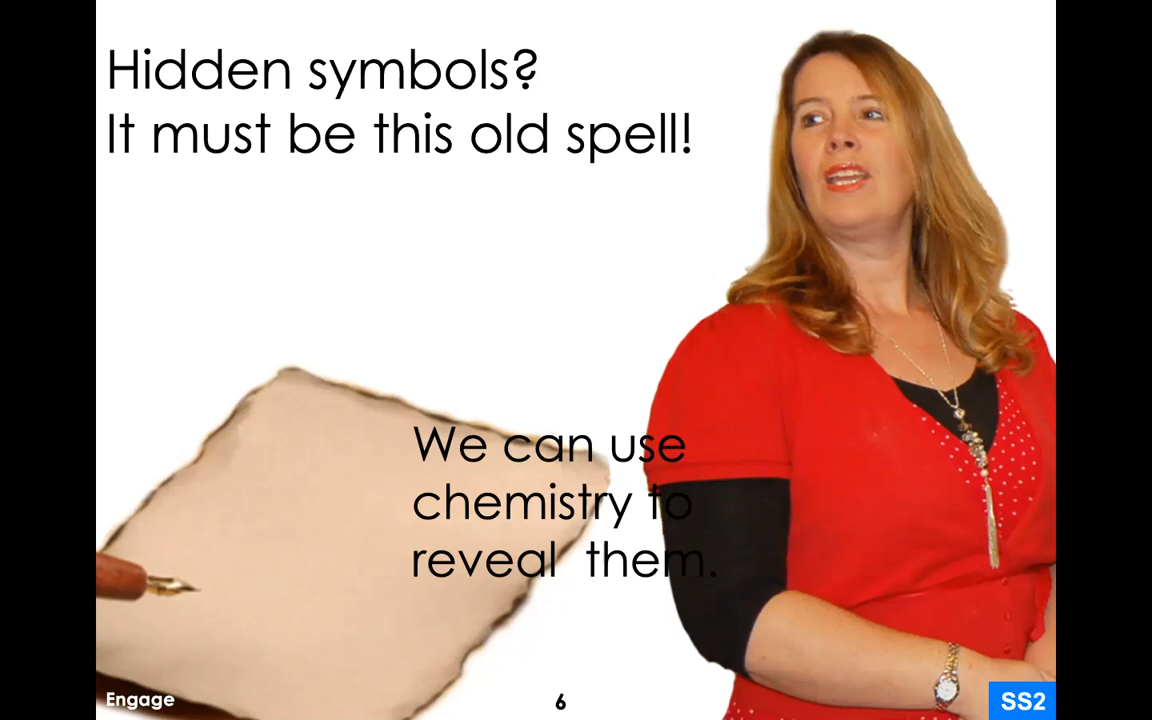 Hidden symbols?
It must be this old spell!
We can use
chemistry to
reveal them.
Engage
6
SS2